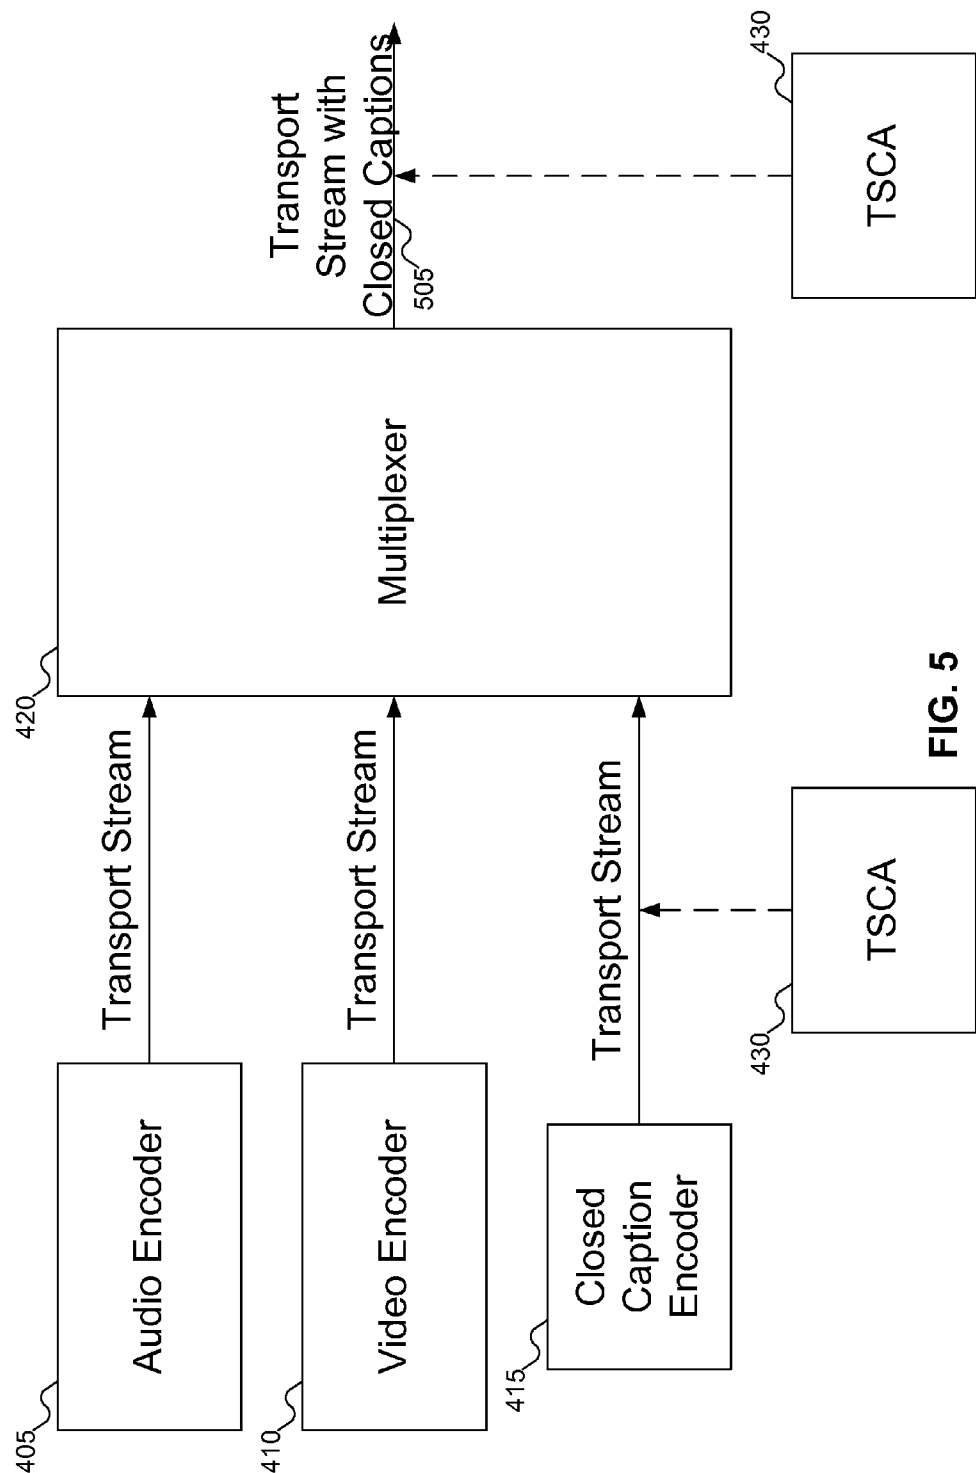 405
Audio Encoder
Transport Stream
410
Video Encoder
Transport Stream
415
Closed
Caption
Encoder
Transport Stream
420
Multiplexer
Transport
Stream with
Closed Captions
505
430
TSCA
430
TSCA
FIG. 5